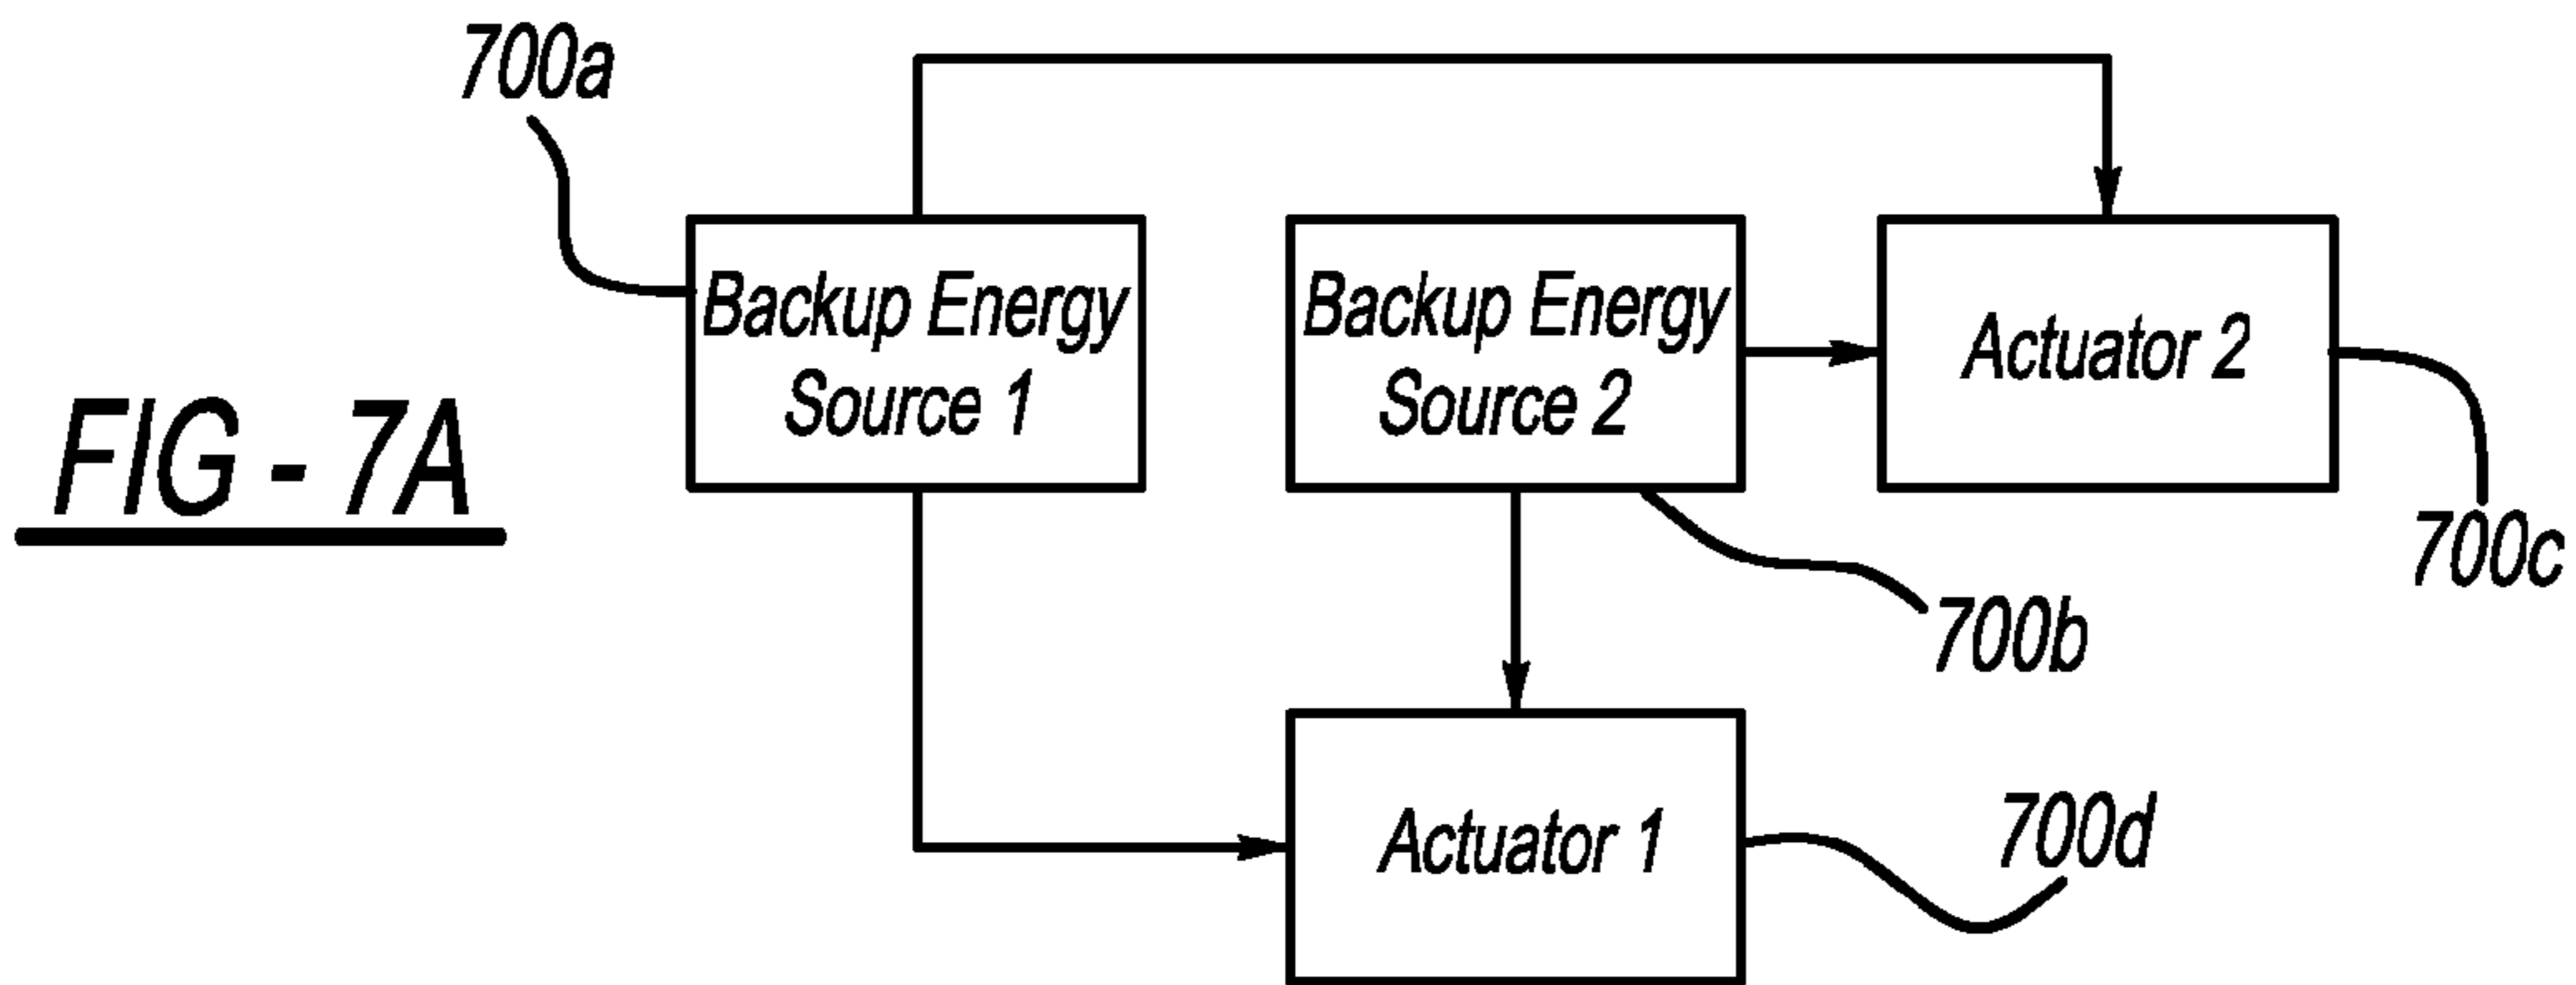 700a
Backup Energy
Source 1
Backup Energy
Source 2
Actuator 2
FIG - 7A
700c
700b
Actuator 1
700d